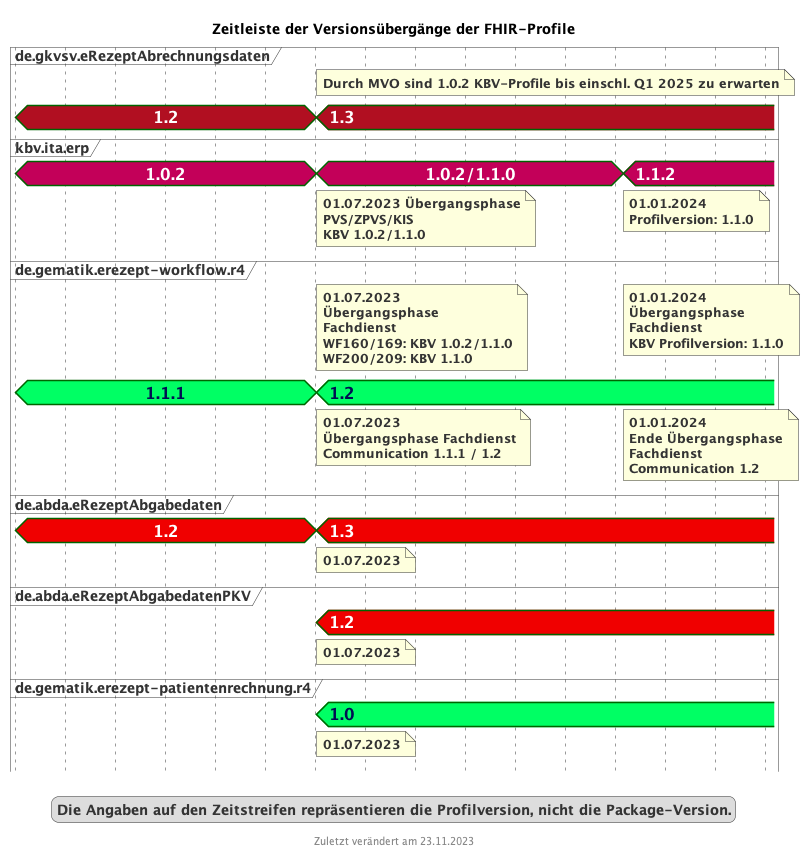 Zeitleiste der Versionsübergänge der FHIR-Profile
de.gkvsv.eRezeptAbrechnungsdaten
Durch MVO sind 1.0.2 KBV-Profile bis einschl. Q1 2025 zu erwarten
1.2
1.3
kbv.ita.erp
1.0.2
1.0.2/1.1.0
1.1.2
01.07.2023 Übergangsphase
PVS/ZPVS/KIS
KBV 1.0.2/1.1.0
01.01.2024
Profilversion: 1.1.0
de.gematik.erezept-workflow.r4
01.07.2023
Übergangsphase
Fachdienst
WF160/169: KBV 1.0.2/1.1.0
WF200/209: KBV 1.1.0
01.01.2024
Übergangsphase
Fachdienst
KBV Profilversion: 1.1.0
1.1.1
1.2
01.07.2023
Übergangsphase Fachdienst
Communication 1.1.1 / 1.2
01.01.2024
Ende Übergangsphase
Fachdienst
Communication 1.2
de.abda.eRezeptAbgabedaten
1.2
1.3
01.07.2023
de.abda.eRezeptAbgabedatenPKV
1.2
01.07.2023
de.gematik.erezept-patientenrechnung.r4
1.0
01.07.2023
Die Angaben auf den Zeitstreifen repräsentieren die Profilversion, nicht die Package-Version.
Zuletzt verändert am 23.11.2023